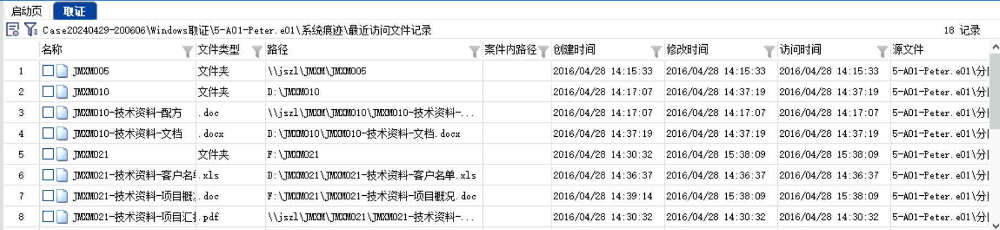 启动页 取证
Case20240429-200606\Windows取证\5-A01-Peter.e01\系统痕迹\最近访问文件记录 18 记录
名称 文件类型 路径 案件内路径 创建时间 修改时间 访问时间 源文件
1 JMXM005 文件夹 \\jszl\JMXM\JMXM005 2016/04/28 14:15:33 2016/04/28 14:15:33 2016/04/28 14:15:33 5-A01-Peter.e01\分
2 JMXM010 文件夹 D:\JMXM010 2016/04/28 14:17:07 2016/04/28 14:37:19 2016/04/28 14:37:19 5-A01-Peter.e01\分
3 JMXM010-技术资料-配方 .doc \\jszl\JMXM\JMXM010\JMXM010-技术资料-... 2016/04/28 14:17:07 2016/04/28 14:17:07 2016/04/28 14:17:07 5-A01-Peter.e01\分
4 JMXM010-技术资料-文档 .docx D:\JMXM010\JMXM010-技术资料-文档.docx 2016/04/28 14:37:19 2016/04/28 14:37:19 2016/04/28 14:37:19 5-A01-Peter.e01\分
5 JMXM021 文件夹 F:\JMXM021 2016/04/28 14:30:32 2016/04/28 15:38:09 2016/04/28 15:38:09 5-A01-Peter.e01\分
6 JMXM021-技术资料-客户名单 .xls D:\JMXM021\JMXM021-技术资料-客户名单.xls 2016/04/28 14:36:37 2016/04/28 14:36:37 2016/04/28 14:36:37 5-A01-Peter.e01\分
7 JMXM021-技术资料-项目概况 .doc F:\JMXM021\JMXM021-技术资料-项目概况.doc 2016/04/28 14:39:14 2016/04/28 15:38:09 2016/04/28 15:38:09 5-A01-Peter.e01\分
8 JMXM021-技术资料-项目汇 .pdf \\jszl\JMXM\JMXM021\JMXM021-技术资料-... 2016/04/28 14:30:32 2016/04/28 14:30:32 2016/04/28 14:30:32 5-A01-Peter.e01\分